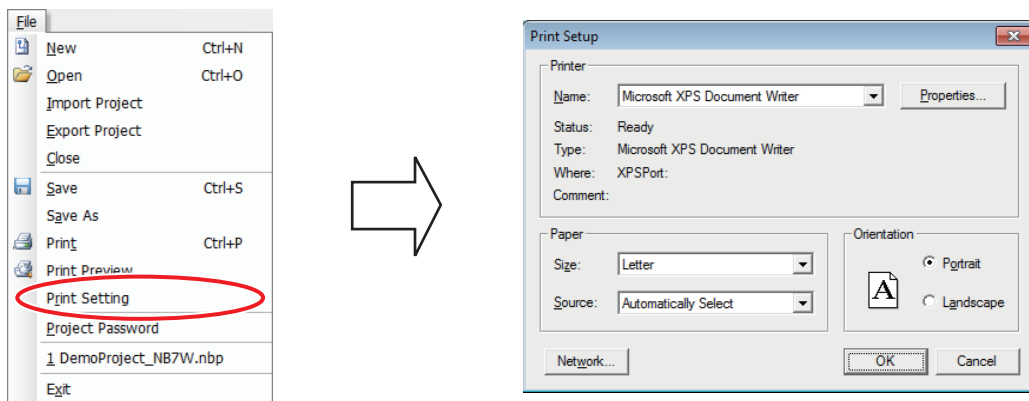 File
New Ctrl+N
Open Ctrl+O
Import Project
Export Project
Close
Save Ctrl+S
Save As
Print Ctrl+P
Print Preview
Print Setting
Project Password
1 DemoProject_NB7W.nbp
Exit
Print Setup
Printer
Name: Microsoft XPS Document Writer Properties...
Status: Ready
Type: Microsoft XPS Document Writer
Where: XPSPort:
Comment:
Paper
Size: Letter
Source: Automatically Select
Orientation
A
Portrait
Landscape
Network... OK Cancel